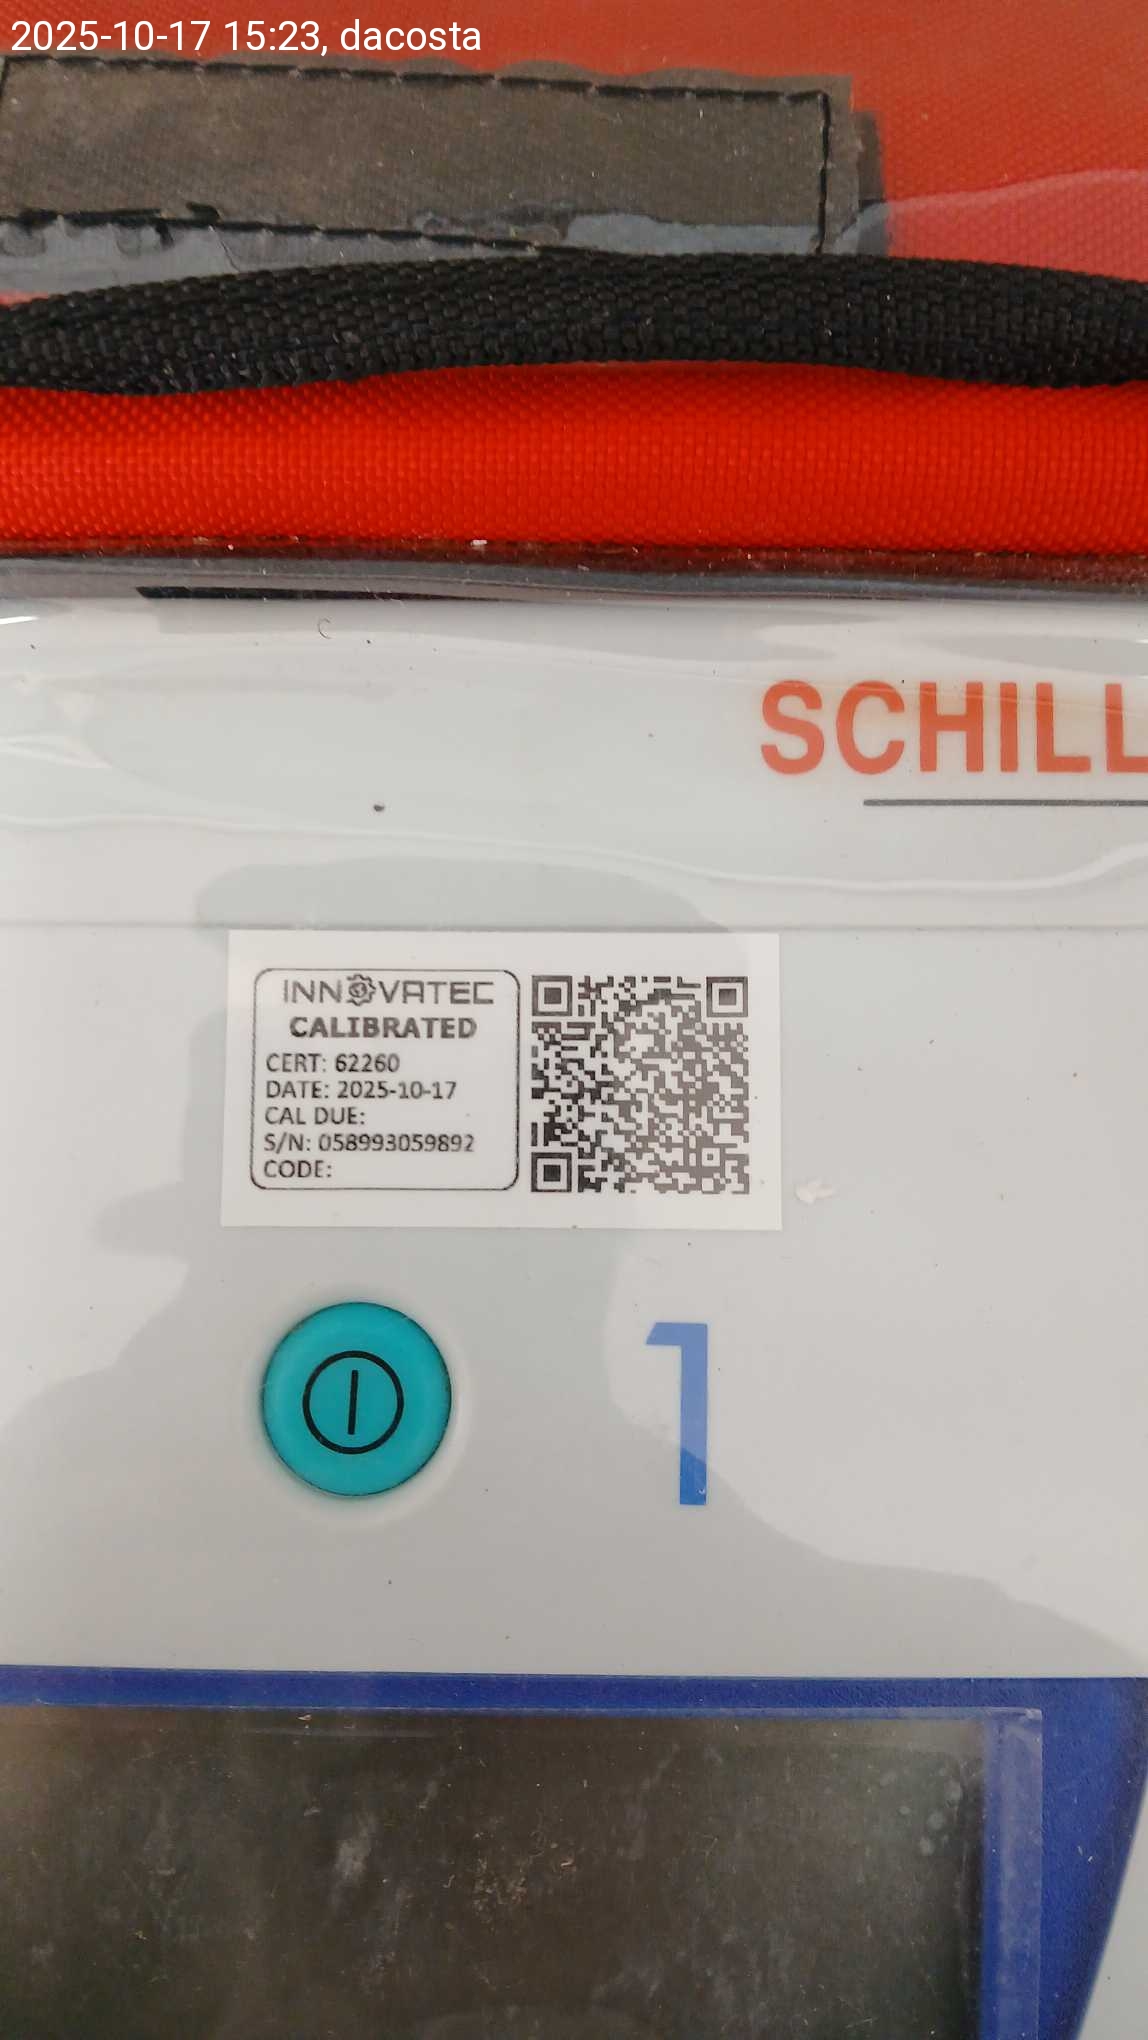 2025-10-17 15:23, dacosta
SCHILL
INNOVATEC
CALIBRATED
CERT: 62260
DATE: 2025-10-17
CAL DUE:
S/N: 058993059892
CODE:
1